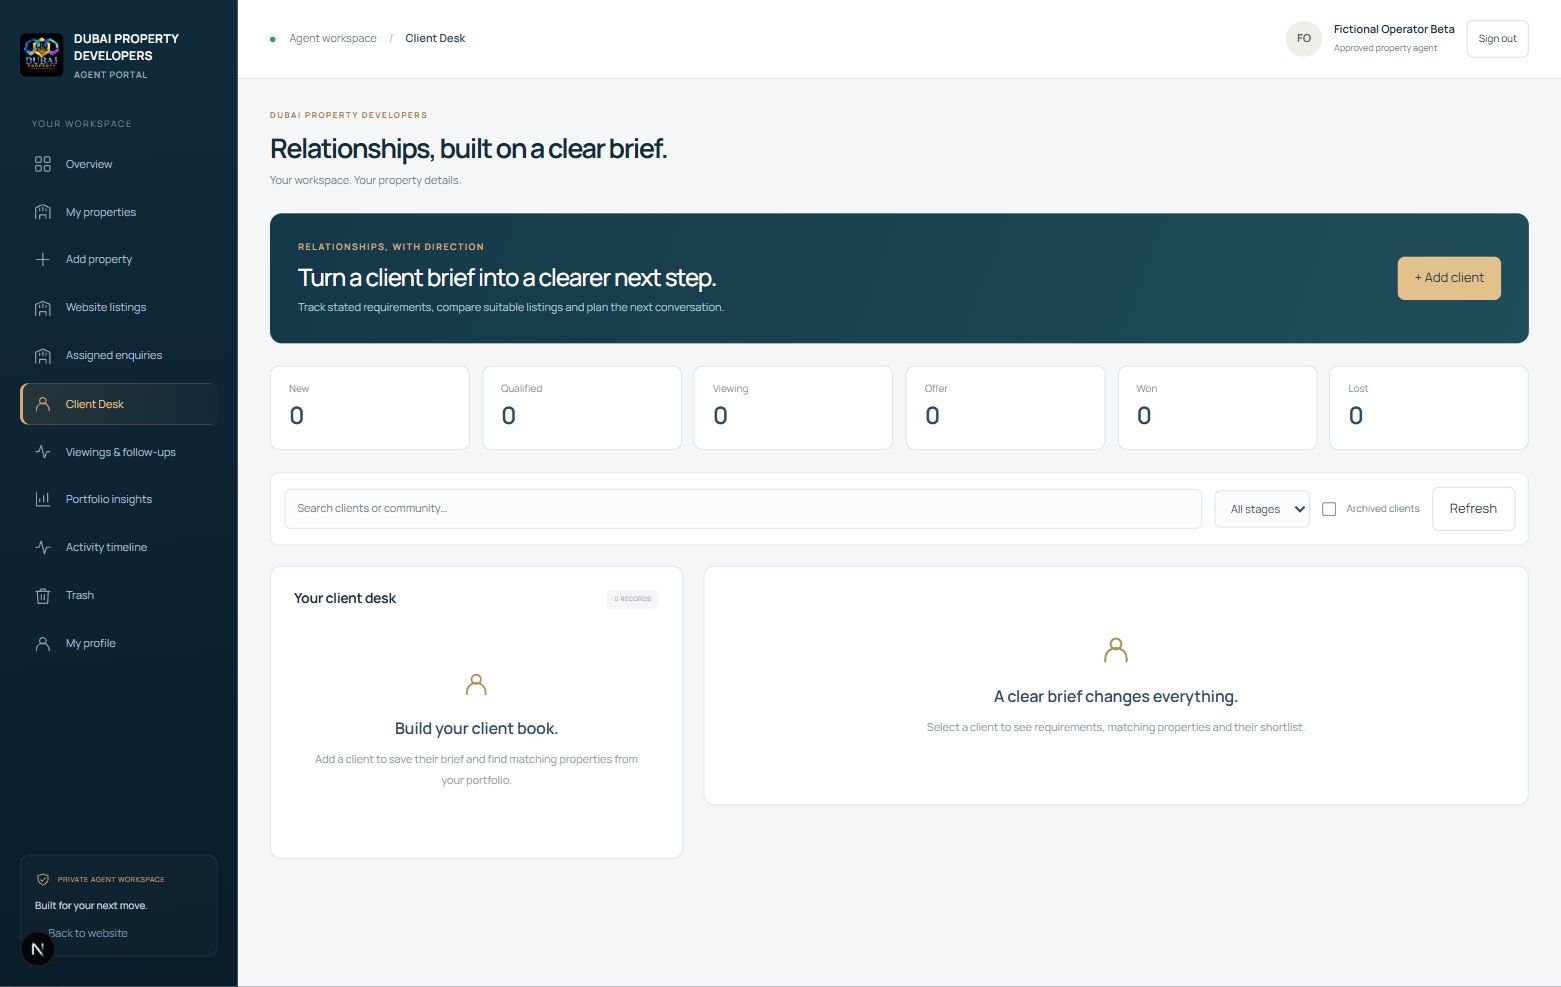 DUBAI PROPERTY
DEVELOPERS
AGENT PORTAL
YOUR WORKSPACE
Overview
My properties
Add property
Website listings
Assigned enquiries
Client Desk
Viewings & follow-ups
Portfolio insights
Activity timeline
Trash
My profile
PRIVATE AGENT WORKSPACE
Built for your next move.
Back to website
N
Agent workspace / Client Desk
FO
Fictional Operator Beta
Approved property agent
Sign out
DUBAI PROPERTY DEVELOPERS
Relationships, built on a clear brief.
Your workspace. Your property details.
RELATIONSHIPS, WITH DIRECTION
Turn a client brief into a clearer next step.
Track stated requirements, compare suitable listings and plan the next conversation.
+ Add client
New
0
Qualified
0
Viewing
0
Offer
0
Won
0
Lost
0
Search clients or community...
All stages
Archived clients
Refresh
Your client desk
0 RECORDS
Build your client book.
Add a client to save their brief and find matching properties from
your portfolio.
A clear brief changes everything.
Select a client to see requirements, matching properties and their shortlist.